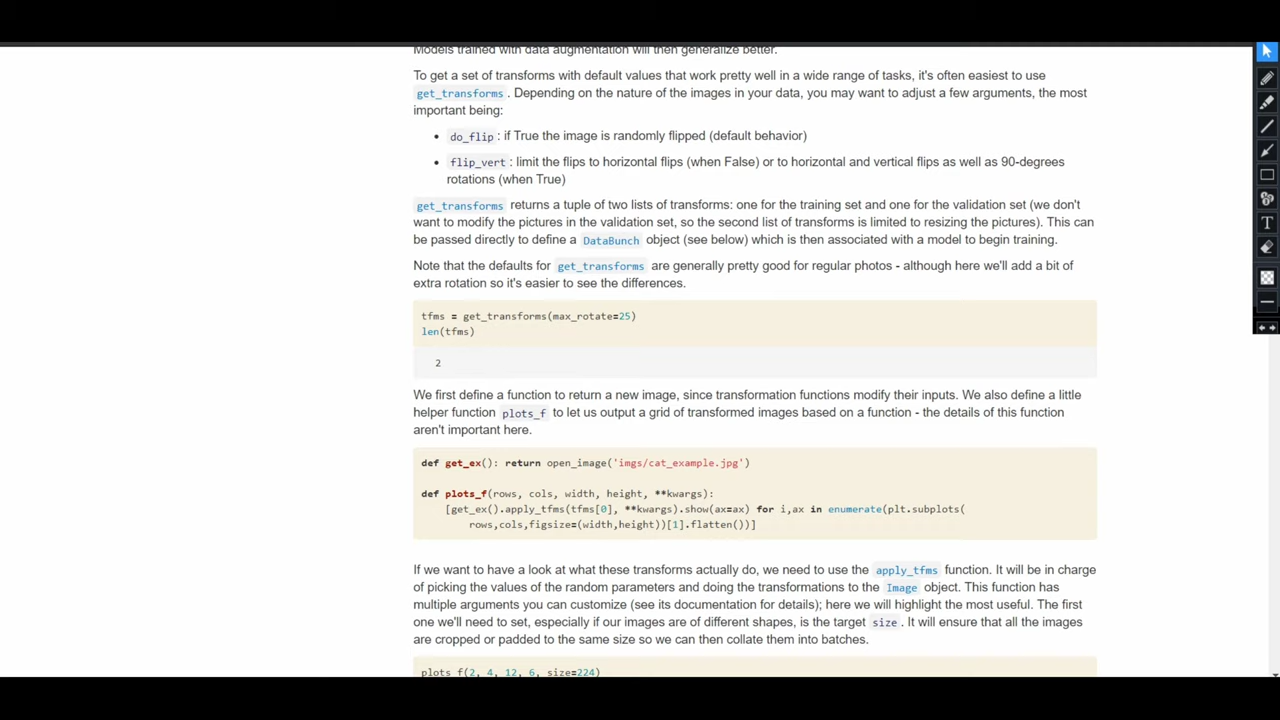 Models trained with data augmentation will then generalize better.
To get a set of transforms with default values that work pretty well in a wide range of tasks, it's often easiest to use
get_transforms. Depending on the nature of the images in your data, you may want to adjust a few arguments, the most
important being:
• do_flip: if True the image is randomly flipped (default behavior)
• flip_vert: limit the flips to horizontal flips (when False) or to horizontal and vertical flips as well as 90-degrees
rotations (when True)
get_transforms returns a tuple of two lists of transforms: one for the training set and one for the validation set (we don't
want to modify the pictures in the validation set, so the second list of transforms is limited to resizing the pictures). This can
be passed directly to define a DataBunch object (see below) which is then associated with a model to begin training.
Note that the defaults for get_transforms are generally pretty good for regular photos - although here we'll add a bit of
extra rotation so it's easier to see the differences.
tfms = get_transforms(max_rotate=25)
len(tfms)
2
We first define a function to return a new image, since transformation functions modify their inputs. We also define a little
helper function plots_f to let us output a grid of transformed images based on a function - the details of this function
aren't important here.
def get_ex(): return open_image('imgs/cat_example.jpg')
def plots_f(rows, cols, width, height, **kwargs):
[get_ex().apply_tfms(tfms[0], **kwargs).show(ax=ax) for i,ax in enumerate(plt.subplots(
rows,cols,figsize=(width,height))[1].flatten())]
If we want to have a look at what these transforms actually do, we need to use the apply_tfms function. It will be in charge
of picking the values of the random parameters and doing the transformations to the Image object. This function has
multiple arguments you can customize (see its documentation for details); here we will highlight the most useful. The first
one we'll need to set, especially if our images are of different shapes, is the target size. It will ensure that all the images
are cropped or padded to the same size so we can then collate them into batches.
plots_f(2, 4, 12, 6, size=224)